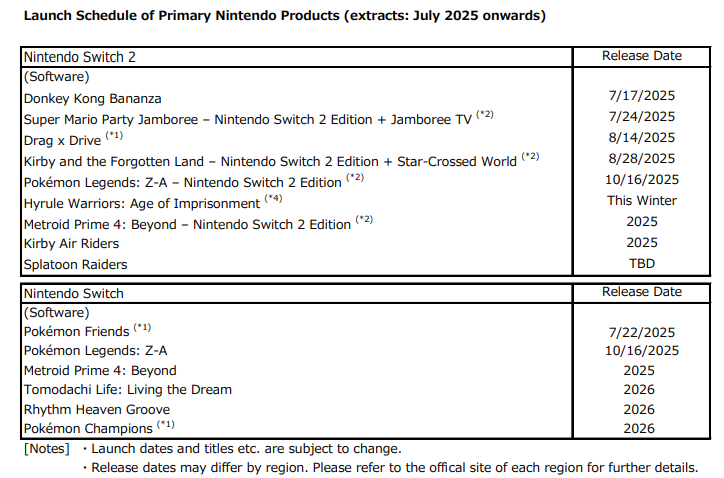 Launch Schedule of Primary Nintendo Products (extracts: July 2025 onwards)
Nintendo Switch 2 Release Date
(Software)
Donkey Kong Bananza 7/17/2025
Super Mario Party Jamboree – Nintendo Switch 2 Edition + Jamboree TV (*2) 7/24/2025
Drag x Drive (*1) 8/14/2025
Kirby and the Forgotten Land – Nintendo Switch 2 Edition + Star-Crossed World (*2) 8/28/2025
Pokémon Legends: Z-A – Nintendo Switch 2 Edition (*2) 10/16/2025
Hyrule Warriors: Age of Imprisonment (*4) This Winter
Metroid Prime 4: Beyond – Nintendo Switch 2 Edition (*2) 2025
Kirby Air Riders 2025
Splatoon Raiders TBD
Nintendo Switch Release Date
(Software)
Pokémon Friends (*1) 7/22/2025
Pokémon Legends: Z-A 10/16/2025
Metroid Prime 4: Beyond 2025
Tomodachi Life: Living the Dream 2026
Rhythm Heaven Groove 2026
Pokémon Champions (*1) 2026
[Notes] ・Launch dates and titles etc. are subject to change.
・Release dates may differ by region. Please refer to the offical site of each region for further details.